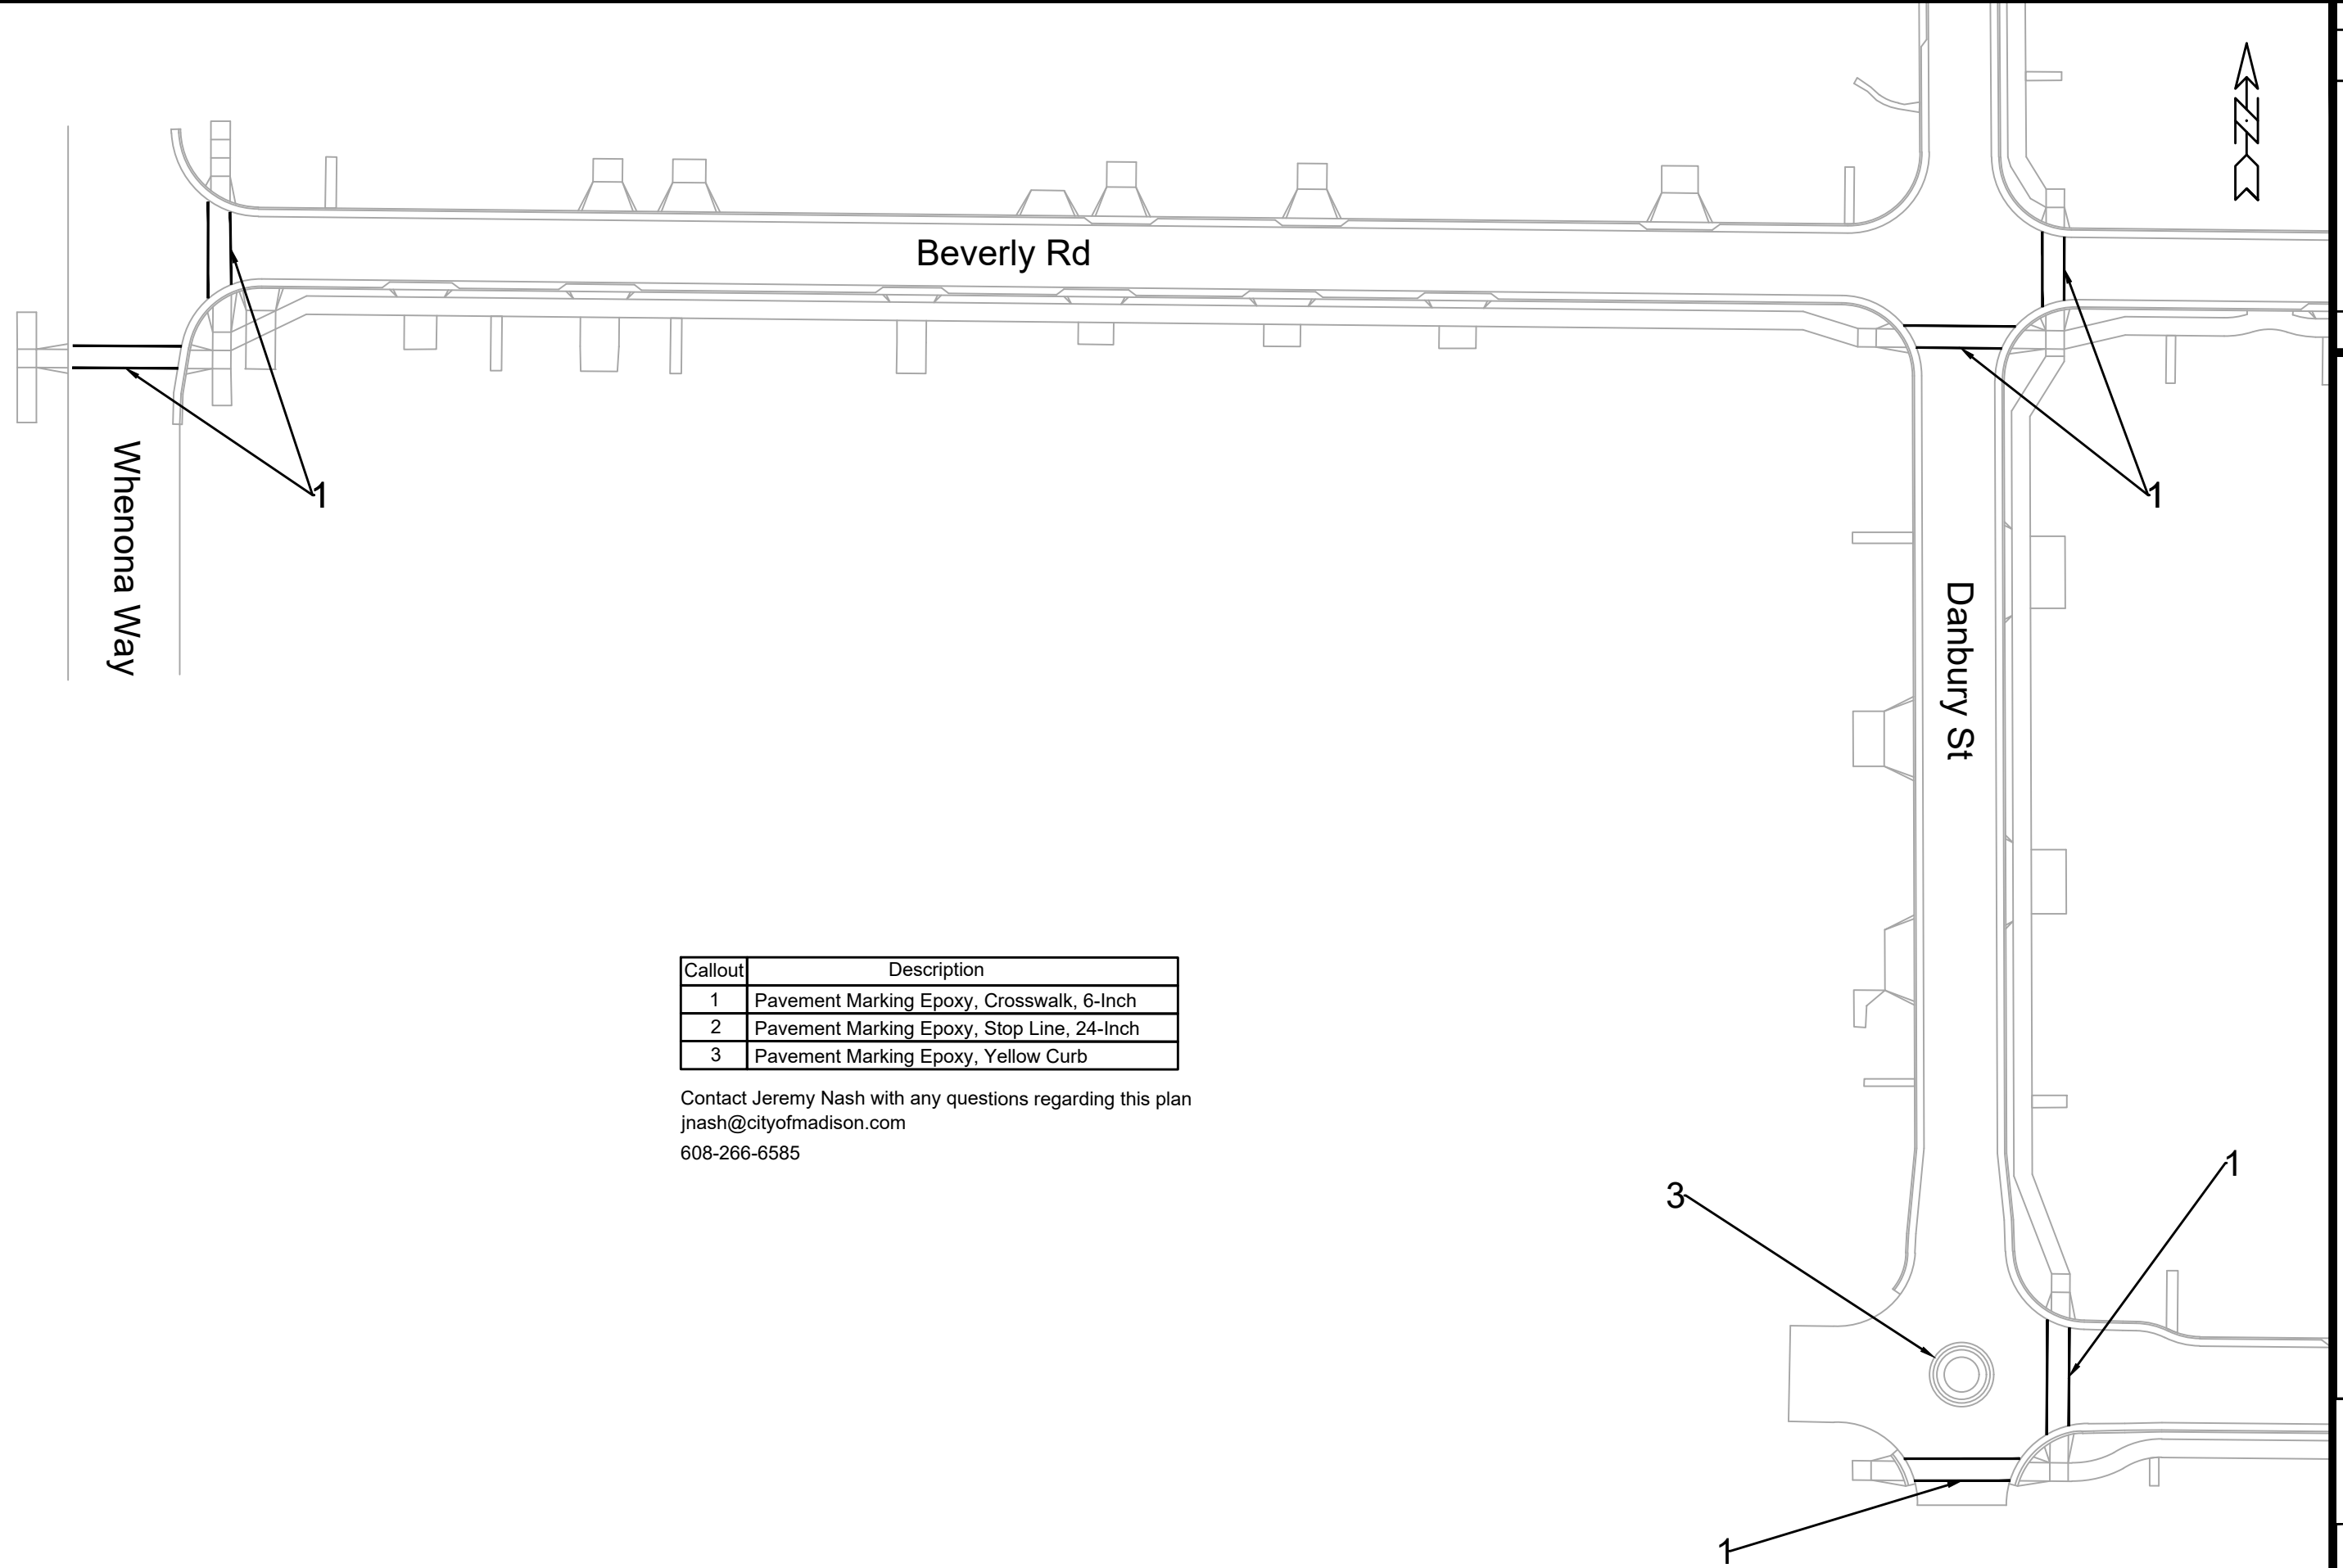 Beverly Rd
Whenona Way
1
1
Danbury St
Callout Description
1 Pavement Marking Epoxy, Crosswalk, 6-Inch
2 Pavement Marking Epoxy, Stop Line, 24-Inch
3 Pavement Marking Epoxy, Yellow Curb
Contact Jeremy Nash with any questions regarding this plan
jnash@cityofmadison.com
608-266-6585
1
3
1